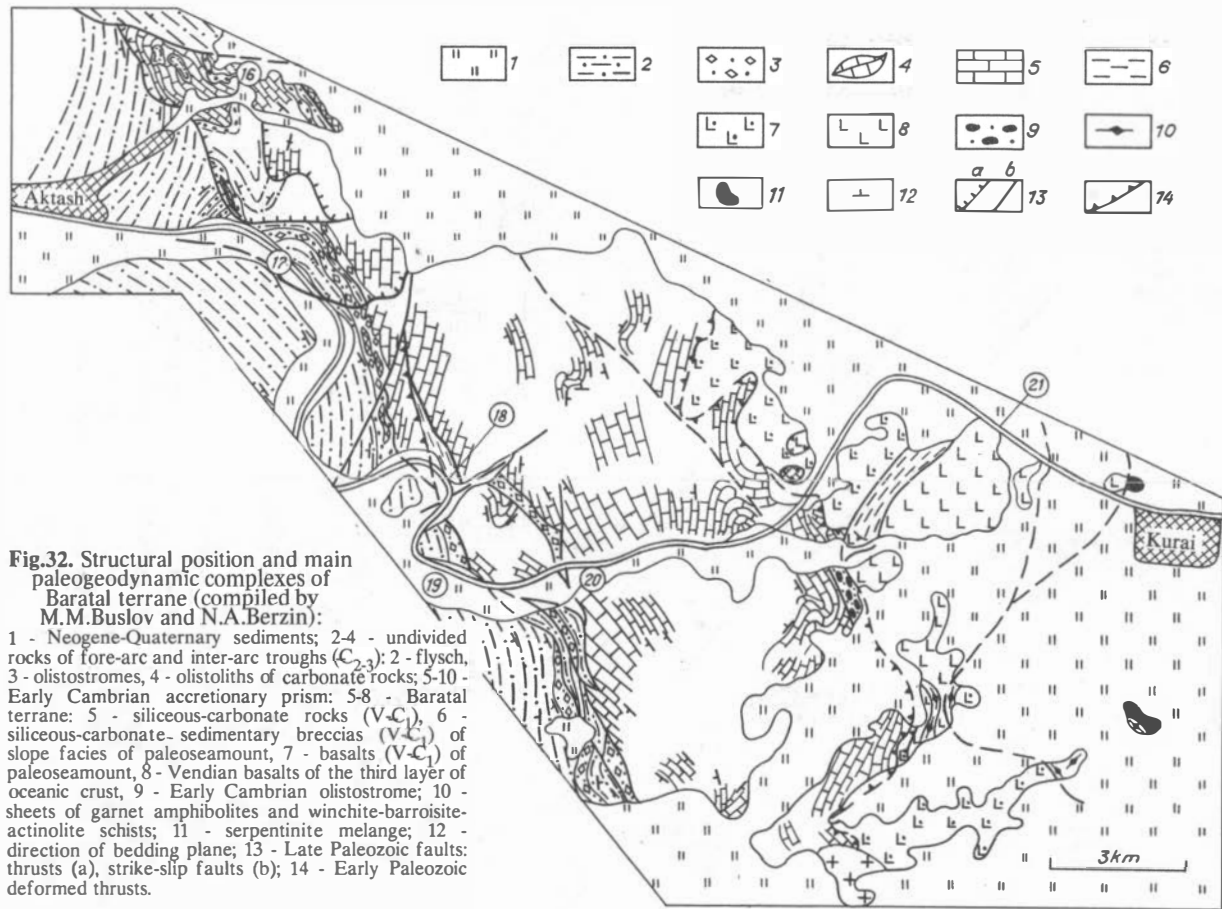 1 2 3 4 5 6
7 8 9 10
a b
11 12 13 14
16
Aktash
17
18
21
Kurai
19
20
3km
Fig.32. Structural position and main
paleogeodynamic complexes of
Baratal terrane (compiled by
M.M.Buslov and N.A.Berzin):
1 - Neogene-Quaternary sediments; 2-4 - undivided
rocks of fore-arc and inter-arc troughs (Є2-3): 2 - flysch,
3 - olistostromes, 4 - olistoliths of carbonate rocks; 5-10 -
Early Cambrian accretionary prism: 5-8 - Baratal
terrane: 5 - siliceous-carbonate rocks (V-Є1), 6 -
siliceous-carbonate-sedimentary breccias (V-Є1) of
slope facies of paleoseamount, 7 - basalts (V-Є1) of
paleoseamount, 8 - Vendian basalts of the third layer of
oceanic crust, 9 - Early Cambrian olistostrome; 10 -
sheets of garnet amphibolites and winchite-barroisite-
actinolite schists; 11 - serpentinite melange; 12 -
direction of bedding plane; 13 - Late Paleozoic faults:
thrusts (a), strike-slip faults (b); 14 - Early Paleozoic
deformed thrusts.